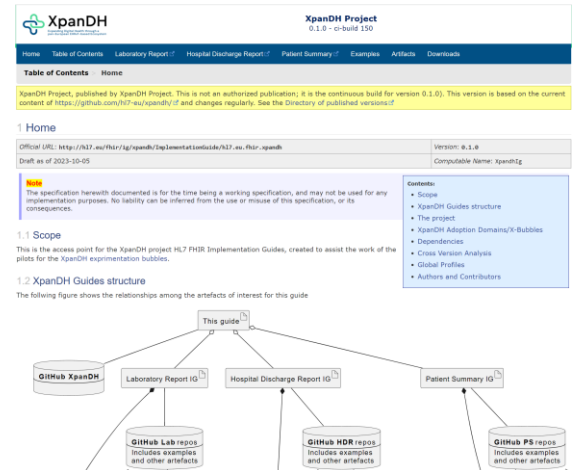 XpanDH
XpanDH Project
0.1.0 - ci-build 150
Home Table of Contents Laboratory Report Hospital Discharge Report Patient Summary Examples Artifacts Downloads
Table of Contents Home
XpanDH Project, published by XpanDH Project. This is not an authorized publication; it is the continuous build for version 0.1.0). This version is based on the current
content of https://github.com/hl7-eu/xpandh/ and changes regularly. See the Directory of published versions
1 Home
Official URL: http://hl7.eu/fhir/ig/xpandh/ImplementationGuide/hl7.eu.fhir.xpandh Version: 0.1.0
Draft as of 2023-10-05 Computable Name: XpandhIg
Note
The specification herewith documented is for the time being a working specification, and may not be used for any
implementation purposes. No liability can be inferred from the use or misuse of this specification, or its
consequences.
Contents:
Scope
XpanDH Guides structure
The project
XpanDH Adoption Domains/X-Bubbles
Dependencies
Cross Version Analysis
Global Profiles
Authors and Contributors
1.1 Scope
This is the access point for the XpanDH project HL7 FHIR Implementation Guides, created to assist the work of the
pilots for the XpanDH exprimentation bubbles.
1.2 XpanDH Guides structure
The follwing figure shows the relationships among the artefacts of interest for this guide
This guide
GitHub XpanDH
Laboratory Report IG
Hospital Discharge Report IG
Patient Summary IG
GitHub Lab repos
Includes examples
and other artefacts
GitHub HDR repos
Includes examples
and other artefacts
GitHub PS repos
Includes examples
and other artefacts